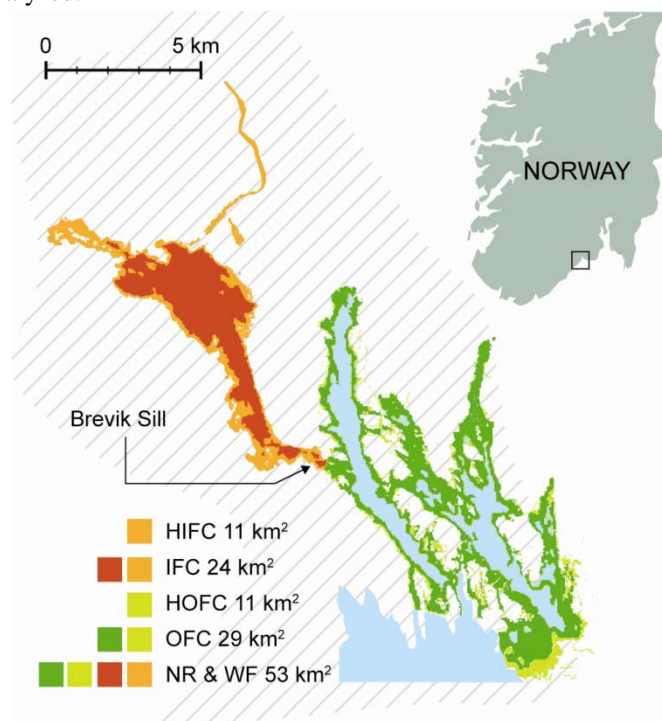 0 5 km
NORWAY
Brevik Sill
HIFC 11 km²
IFC 24 km²
HOFC 11 km²
OFC 29 km²
NR & WF 53 km²